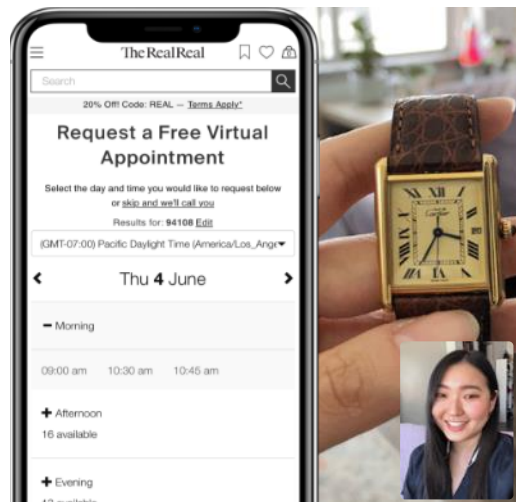 The RealReal
Search
20% Off! Code: REAL — Terms Apply*
Request a Free Virtual
Appointment
Select the day and time you would like to request below
or skip and we'll call you
Results for: 94108 Edit
(GMT-07:00) Pacific Daylight Time (America/Los_Ange
Thu 4 June
Morning
09:00 am 10:30 am 10:45 am
Afternoon
16 available
Evening
Cartier
XII